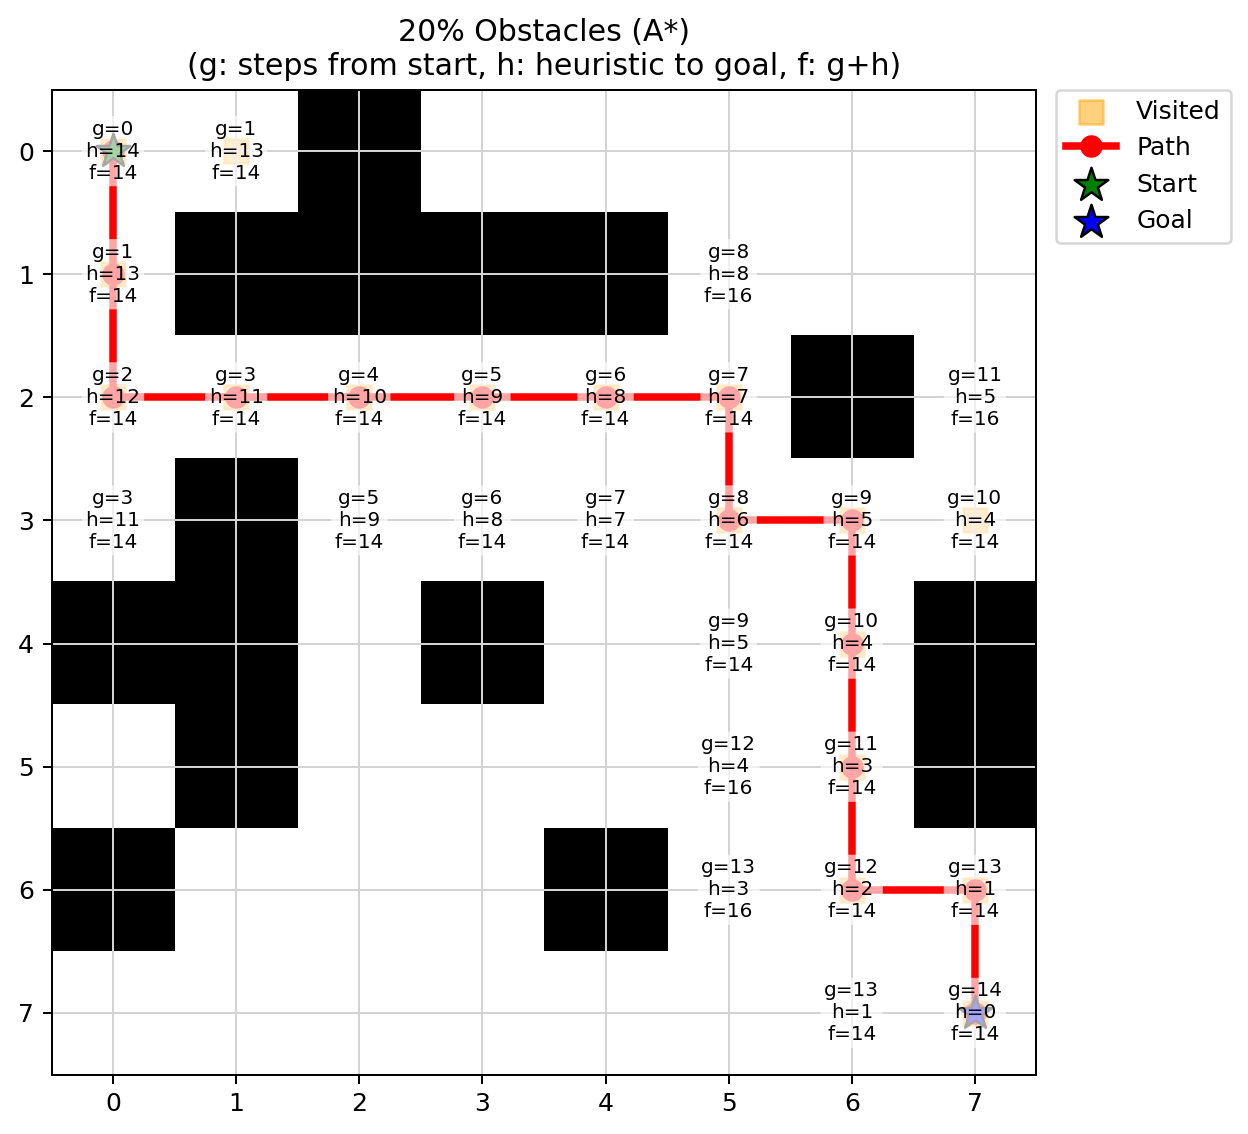 20% Obstacles (A*)
(g: steps from start, h: heuristic to goal, f: g+h)
Visited
Path
Start
Goal
0
g=0
h=14
f=14
g=1
h=13
f=14
1
g=1
h=13
f=14
g=8
h=8
f=16
2
g=2
h=12
f=14
g=3
h=11
f=14
g=4
h=10
f=14
g=5
h=9
f=14
g=6
h=8
f=14
g=7
h=7
f=14
g=11
h=5
f=16
3
g=3
h=11
f=14
g=5
h=9
f=14
g=6
h=8
f=14
g=7
h=7
f=14
g=8
h=6
f=14
g=9
h=5
f=14
g=10
h=4
f=14
4
g=9
h=5
f=14
g=10
h=4
f=14
5
g=12
h=4
f=16
g=11
h=3
f=14
6
g=13
h=3
f=16
g=12
h=2
f=14
g=13
h=1
f=14
7
g=13
h=1
f=14
g=14
h=0
f=14
0 1 2 3 4 5 6 7